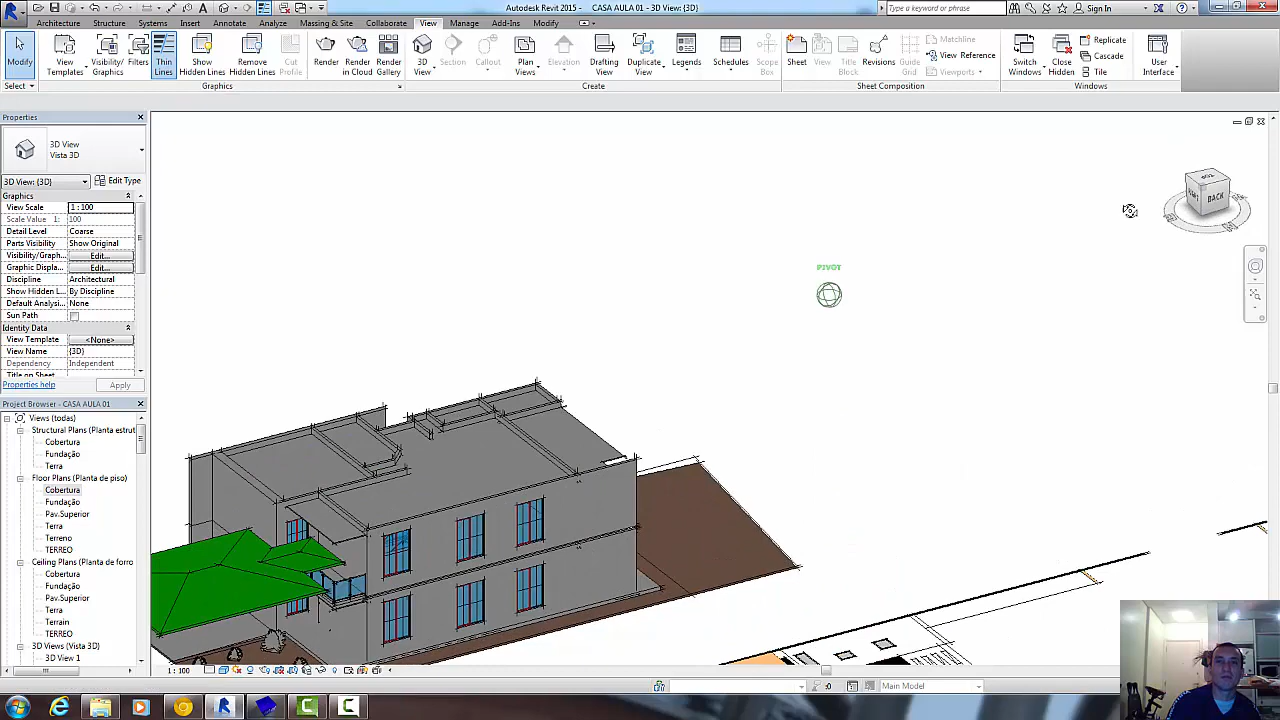 Autodesk Revit 2015 - CASA AULA 01 - 3D View: {3D}
Type a keyword or phrase
Sign In
Architecture Structure Systems Insert Annotate Analyze Massing & Site Collaborate View Manage Add-Ins Modify
Modify
View Templates
Visibility/ Graphics
Filters
Thin Lines
Show Hidden Lines
Remove Hidden Lines
Cut Profile
Render
Render in Cloud
Render Gallery
3D View
Section
Callout
Plan Views
Elevation
Drafting View
Duplicate View
Legends
Schedules
Scope Box
Sheet
View
Title Block
Revisions
Guide Grid
Matchline
View Reference
Viewports
Switch Windows
Close Hidden
Replicate
Cascade
Tile
User Interface
Select
Graphics
Create
Sheet Composition
Windows
Properties
3D View
Vista 3D
3D View: {3D}
Edit Type
Graphics
View Scale 1 : 100
Scale Value 1: 100
Detail Level Coarse
Parts Visibility Show Original
Visibility/Graph... Edit...
Graphic Displa... Edit...
Discipline Architectural
Show Hidden L... By Discipline
Default Analysi... None
Sun Path
Identity Data
View Template <None>
View Name {3D}
Dependency Independent
Title on Sheet
Properties help
Apply
Project Browser - CASA AULA 01
Views (todas)
Structural Plans (Planta estrut
Cobertura
Fundação
Terra
Floor Plans (Planta de piso)
Cobertura
Fundação
Pav.Superior
Terra
Terreno
TERREO
Ceiling Plans (Planta de forro
Cobertura
Fundação
Pav.Superior
Terra
Terrain
TERREO
3D Views (Vista 3D)
3D View 1
PIVOT
TOP
BACK
1 : 100
:0
Main Model